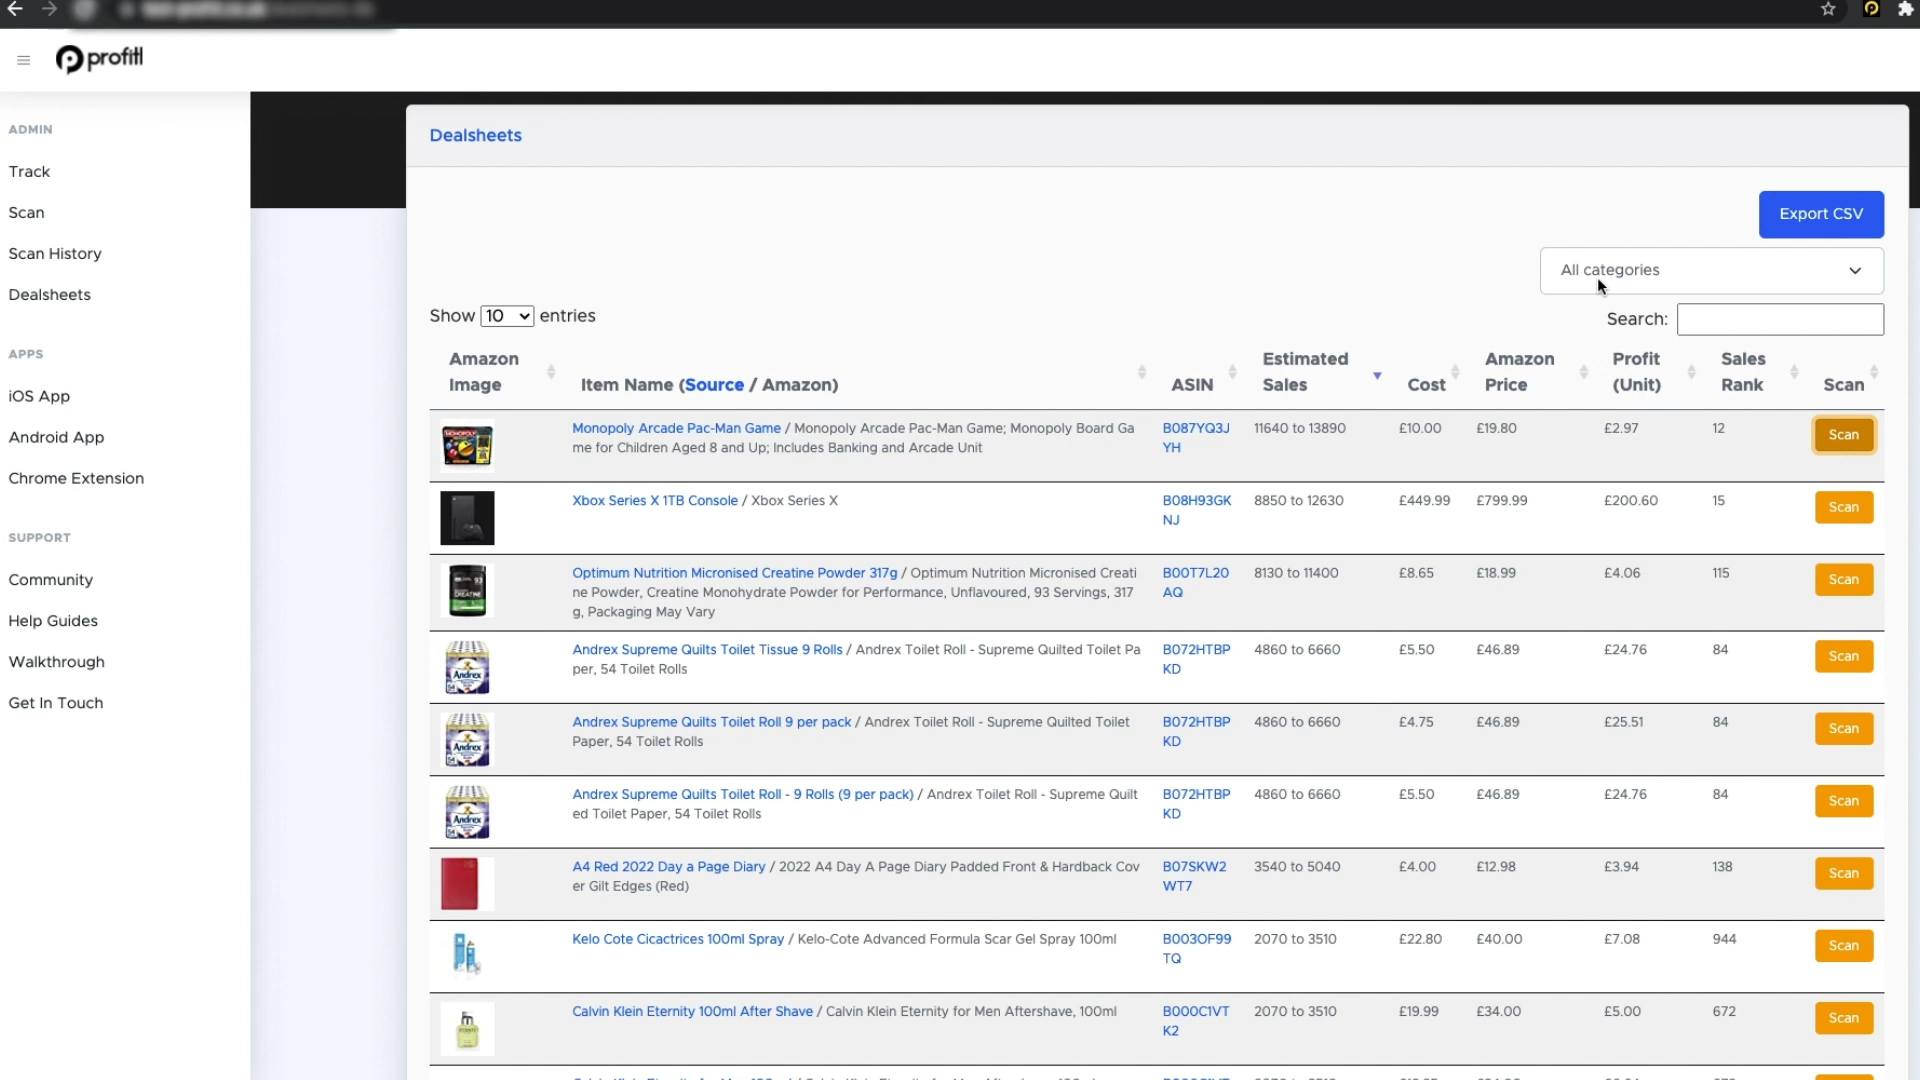 profitl
ADMIN
Track
Scan
Scan History
Dealsheets
APPS
iOS App
Android App
Chrome Extension
SUPPORT
Community
Help Guides
Walkthrough
Get In Touch
Dealsheets
Export CSV
All categories
Show 10 entries
Search:
Amazon Image Item Name (Source / Amazon) ASIN Estimated Sales Cost Amazon Price Profit (Unit) Sales Rank Scan
Monopoly Arcade Pac-Man Game / Monopoly Arcade Pac-Man Game; Monopoly Board Ga B087YQ3J 11640 to 13890 £10.00 £19.80 £2.97 12 Scan
me for Children Aged 8 and Up; Includes Banking and Arcade Unit YH
Xbox Series X 1TB Console / Xbox Series X B08H93GK 8850 to 12630 £449.99 £799.99 £200.60 15 Scan
NJ
Optimum Nutrition Micronised Creatine Powder 317g / Optimum Nutrition Micronised Creati B00T7L20 8130 to 11400 £8.65 £18.99 £4.06 115 Scan
ne Powder, Creatine Monohydrate Powder for Performance, Unflavoured, 93 Servings, 317 AQ
g, Packaging May Vary
Andrex Supreme Quilts Toilet Tissue 9 Rolls / Andrex Toilet Roll - Supreme Quilted Toilet Pa B072HTBP 4860 to 6660 £5.50 £46.89 £24.76 84 Scan
per, 54 Toilet Rolls KD
Andrex Supreme Quilts Toilet Roll 9 per pack / Andrex Toilet Roll - Supreme Quilted Toilet B072HTBP 4860 to 6660 £4.75 £46.89 £25.51 84 Scan
Paper, 54 Toilet Rolls KD
Andrex Supreme Quilts Toilet Roll - 9 Rolls (9 per pack) / Andrex Toilet Roll - Supreme Quilt B072HTBP 4860 to 6660 £5.50 £46.89 £24.76 84 Scan
ed Toilet Paper, 54 Toilet Rolls KD
A4 Red 2022 Day a Page Diary / 2022 A4 Day A Page Diary Padded Front & Hardback Cov B07SKW2 3540 to 5040 £4.00 £12.98 £3.94 138 Scan
er Gilt Edges (Red) WT7
Kelo Cote Cicactrices 100ml Spray / Kelo-Cote Advanced Formula Scar Gel Spray 100ml B003OF99 2070 to 3510 £22.80 £40.00 £7.08 944 Scan
TQ
Calvin Klein Eternity 100ml After Shave / Calvin Klein Eternity for Men Aftershave, 100ml B000C1VT 2070 to 3510 £19.99 £34.00 £5.00 672 Scan
K2